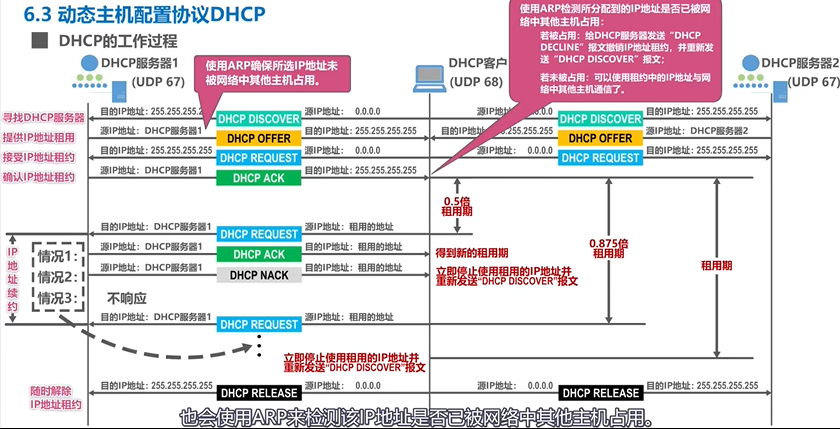 6.3 动态主机配置协议DHCP
DHCP的工作过程
使用ARP检测所分配到的IP地址是否已被网
络中其他主机占用:
若被占用:给DHCP服务器发送“DHCP
DECLINE”报文撤销IP地址租约,并重新发
送“DHCP DISCOVER”报文;
若未被占用:可以使用租约中的IP地址与网
络中其他主机通信了。
使用ARP确保所选IP地址未
被网络中其他主机占用。
DHCP服务器1
(UDP 67)
DHCP客户
(UDP 68)
DHCP服务器2
(UDP 67)
寻找DHCP服务器
目的IP地址:255.255.255.2
DHCP DISCOVER
源IP地址: 0.0.0.0
DHCP DISCOVER
目的IP地址:255.255.255.255
提供IP地址租用
源IP地址:DHCP服务器1
DHCP OFFER
目的IP地址:255.255.255.255
目的IP地址:255.255.255.255
DHCP OFFER
源IP地址:DHCP服务器2
接受IP地址租约
目的IP地址:255.255.255.255
DHCP REQUEST
源IP地址: 0.0.0.0
源IP地址: 0.0.0.0
DHCP REQUEST
目的IP地址:255.255.255.255
确认IP地址租约
源IP地址:DHCP服务器1
DHCP ACK
目的IP地址:255.255.255.255
0.5倍
租用期
0.875倍
租用期
租用期
目的IP地址:DHCP服务器1
DHCP REQUEST
源IP地址:租用的地址
IP地址续约
情况1:
源IP地址:DHCP服务器1
DHCP ACK
目的IP地址:租用的地址
得到新的租用期
情况2:
源IP地址:DHCP服务器1
DHCP NACK
目的IP地址:租用的地址
立即停止使用租用的IP地址并
重新发送“DHCP DISCOVER”报文
情况3:
不响应
目的IP地址:DHCP服务器1
DHCP REQUEST
源IP地址:租用的地址
立即停止使用租用的IP地址并
重新发送“DHCP DISCOVER”报文
随时解除
IP地址租约
目的IP地址:255.255.255.255
DHCP RELEASE
源IP地址: 0.0.0.0
源IP地址: 0.0.0.0
DHCP RELEASE
目的IP地址:255.255.255.255
也会使用ARP来检测该IP地址是否已被网络中其他主机占用。